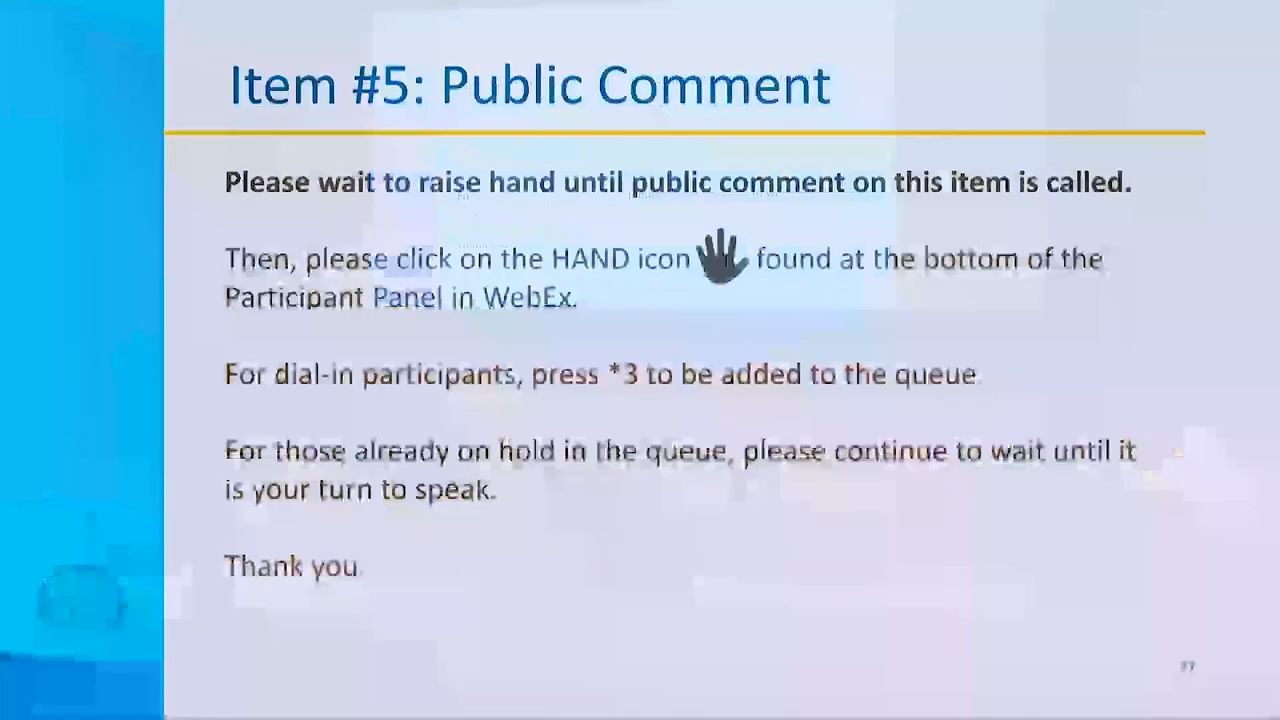 Item #5: Public Comment
Please wait to raise hand until public comment on this item is called.
Then, please click on the HAND icon found at the bottom of the
Participant Panel in WebEx.
For dial-in participants, press *3 to be added to the queue
For those already on hold in the queue, please continue to wait until it
is your turn to speak.
Thank you.